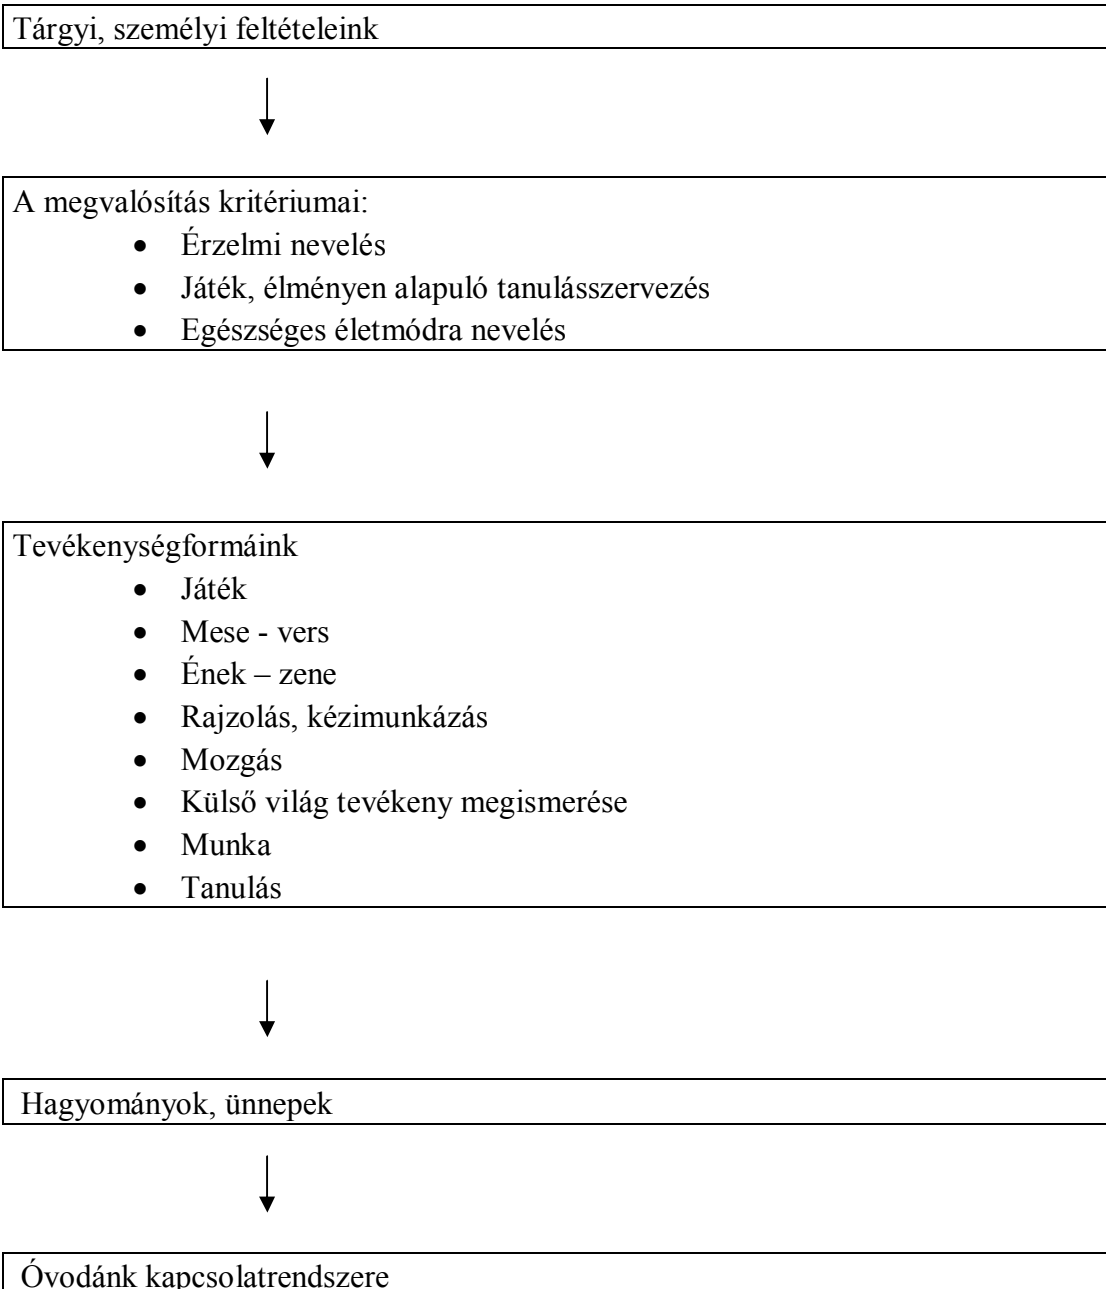 Tárgyi, személyi feltételeink
A megvalósítás kritériumai:
• Érzelmi nevelés
• Játék, élményen alapuló tanulásszervezés
• Egészséges életmódra nevelés
Tevékenységformáink
• Játék
• Mese - vers
• Ének – zene
• Rajzolás, kézimunkázás
• Mozgás
• Külső világ tevékeny megismerése
• Munka
• Tanulás
Hagyományok, ünnepek
Óvodánk kapcsolatrendszere